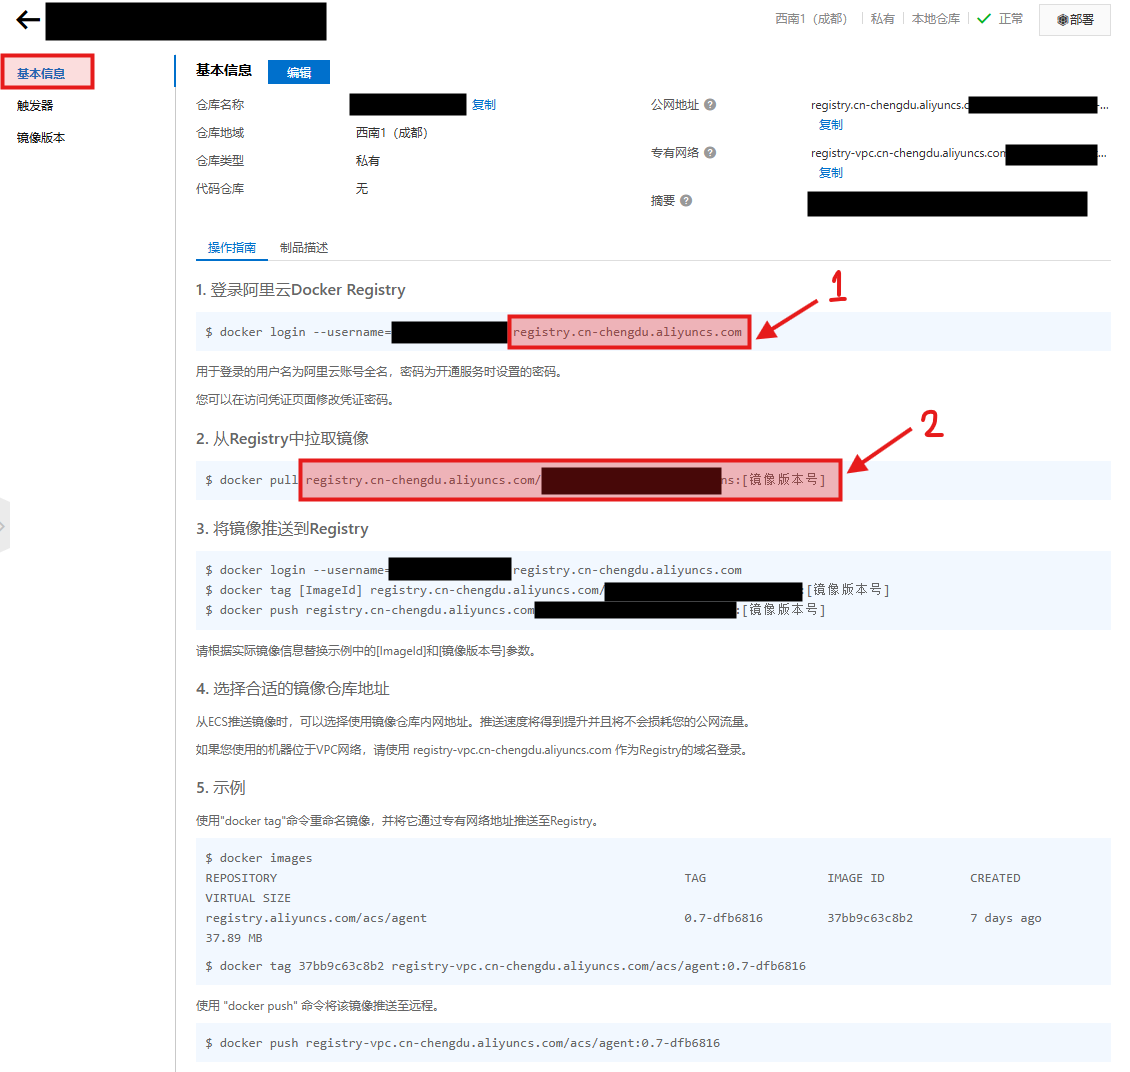 西南1（成都） 私有 本地仓库 正常 部署
基本信息
触发器
镜像版本
基本信息 编辑
仓库名称 复制
仓库地域 西南1（成都）
仓库类型 私有
代码仓库 无
公网地址 registry.cn-chengdu.aliyuncs.c -...
复制
专有网络 registry-vpc.cn-chengdu.aliyuncs.com ...
复制
摘要
操作指南 制品描述
1. 登录阿里云Docker Registry
1
$ docker login --username= registry.cn-chengdu.aliyuncs.com
用于登录的用户名为阿里云账号全名，密码为开通服务时设置的密码。
您可以在访问凭证页面修改凭证密码。
2
2. 从Registry中拉取镜像
$ docker pull registry.cn-chengdu.aliyuncs.com/ ns:[镜像版本号]
3. 将镜像推送到Registry
$ docker login --username= registry.cn-chengdu.aliyuncs.com
$ docker tag [ImageId] registry.cn-chengdu.aliyuncs.com/ :[镜像版本号]
$ docker push registry.cn-chengdu.aliyuncs.com :[镜像版本号]
请根据实际镜像信息替换示例中的[ImageId]和[镜像版本号]参数。
4. 选择合适的镜像仓库地址
从ECS推送镜像时，可以选择使用镜像仓库内网地址。推送速度将得到提升并且将不会损耗您的公网流量。
如果您使用的机器位于VPC网络，请使用 registry-vpc.cn-chengdu.aliyuncs.com 作为Registry的域名登录。
5. 示例
使用"docker tag"命令重命名镜像，并将它通过专有网络地址推送至Registry。
$ docker images
REPOSITORY TAG IMAGE ID CREATED
VIRTUAL SIZE
registry.aliyuncs.com/acs/agent 0.7-dfb6816 37bb9c63c8b2 7 days ago
37.89 MB
$ docker tag 37bb9c63c8b2 registry-vpc.cn-chengdu.aliyuncs.com/acs/agent:0.7-dfb6816
使用 "docker push" 命令将该镜像推送至远程。
$ docker push registry-vpc.cn-chengdu.aliyuncs.com/acs/agent:0.7-dfb6816